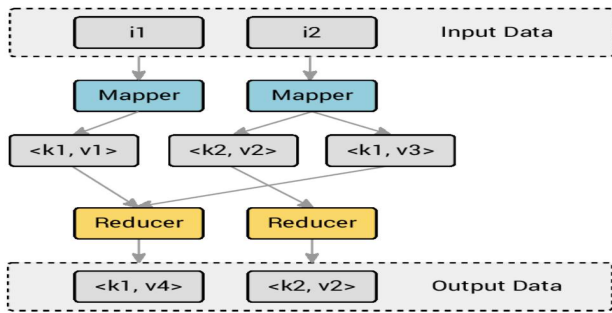 i1 i2 Input Data
Mapper Mapper
<k1, v1> <k2, v2> <k1, v3>
Reducer Reducer
<k1, v4> <k2, v2> Output Data